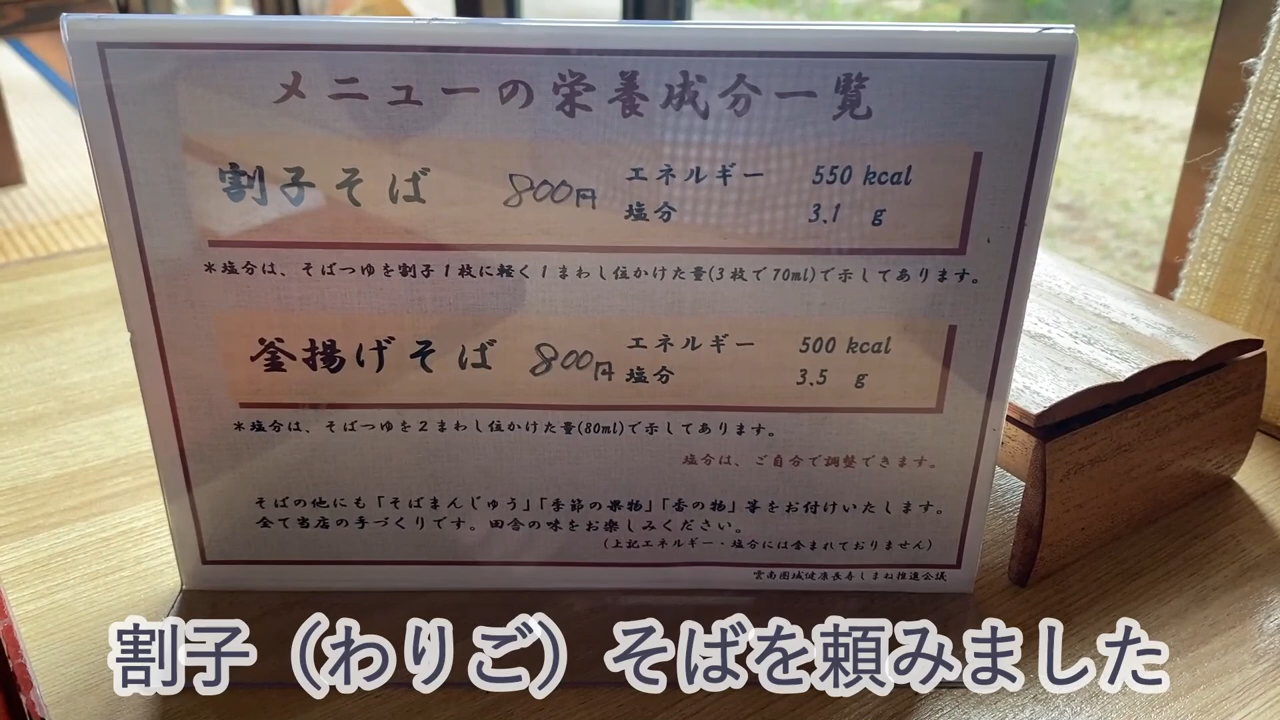 メニューの栄養成分一覧
割子そば 800円 エネルギー 550 kcal
塩分 3.1 g
*塩分は、そばつゆを割子1枚に軽く1まわし位かけた量(3枚で70ml)で示してあります。
釜揚げそば 800円 エネルギー 500 kcal
塩分 3.5 g
*塩分は、そばつゆを2まわし位かけた量(80ml)で示してあります。
塩分は、ご自分で調整できます。
そばの他にも「そばまんじゅう」「季節の果物」「香の物」等をお付けいたします。
全て当店の手づくりです。田舎の味をお楽しみください。
(上記エネルギー・塩分には含まれておりません)
雲南圏域健康長寿しまね推進会議
割子（わりご）そばを頼みました